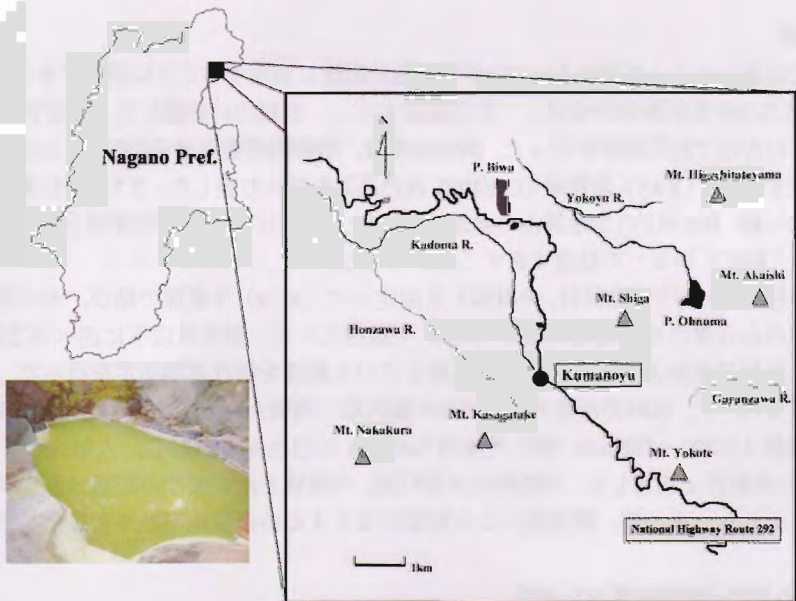 Nagano Pref.
N
P. Biwa
Mt. Higashitateyama
Yokoyu R.
Kadoma R.
Mt. Akaishi
Mt. Shiga
P. Ohnuma
Honzawa R.
Kumanoyu
Garanzawa R.
Mt. Kasagatake
Mt. Nakakura
Mt. Yokote
National Highway Route 292
1km